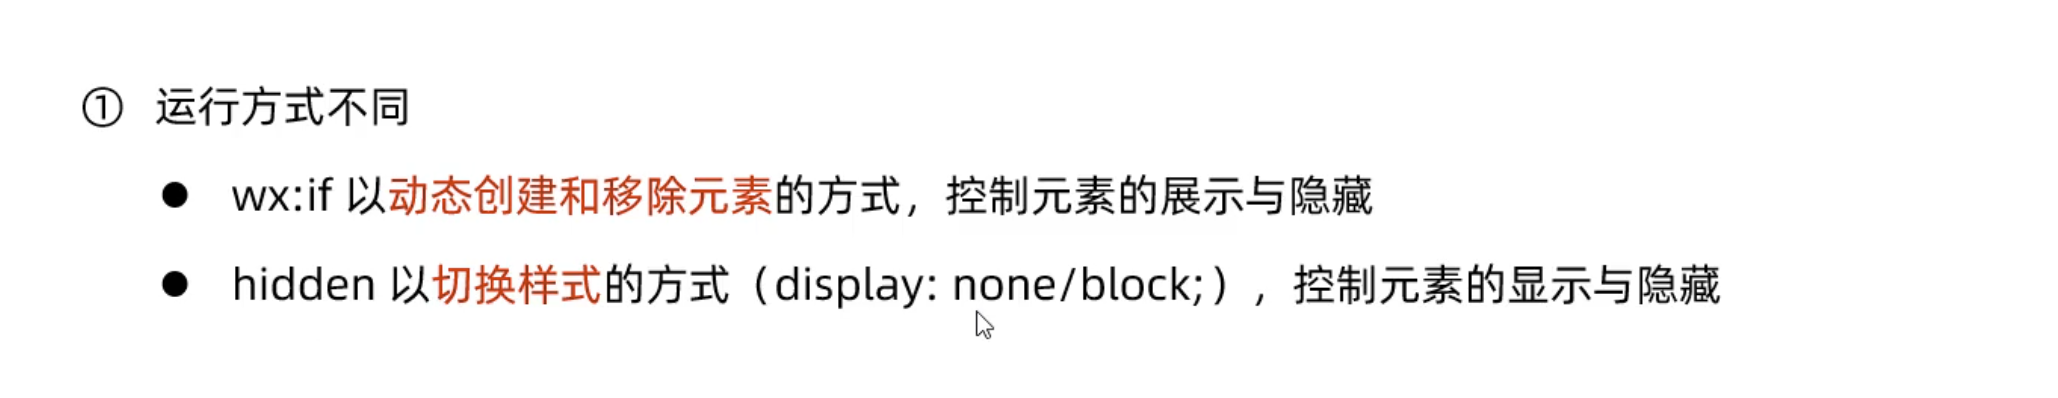 ① 运行方式不同
● wx:if 以动态创建和移除元素的方式，控制元素的展示与隐藏
● hidden 以切换样式的方式（display: none/block;），控制元素的显示与隐藏